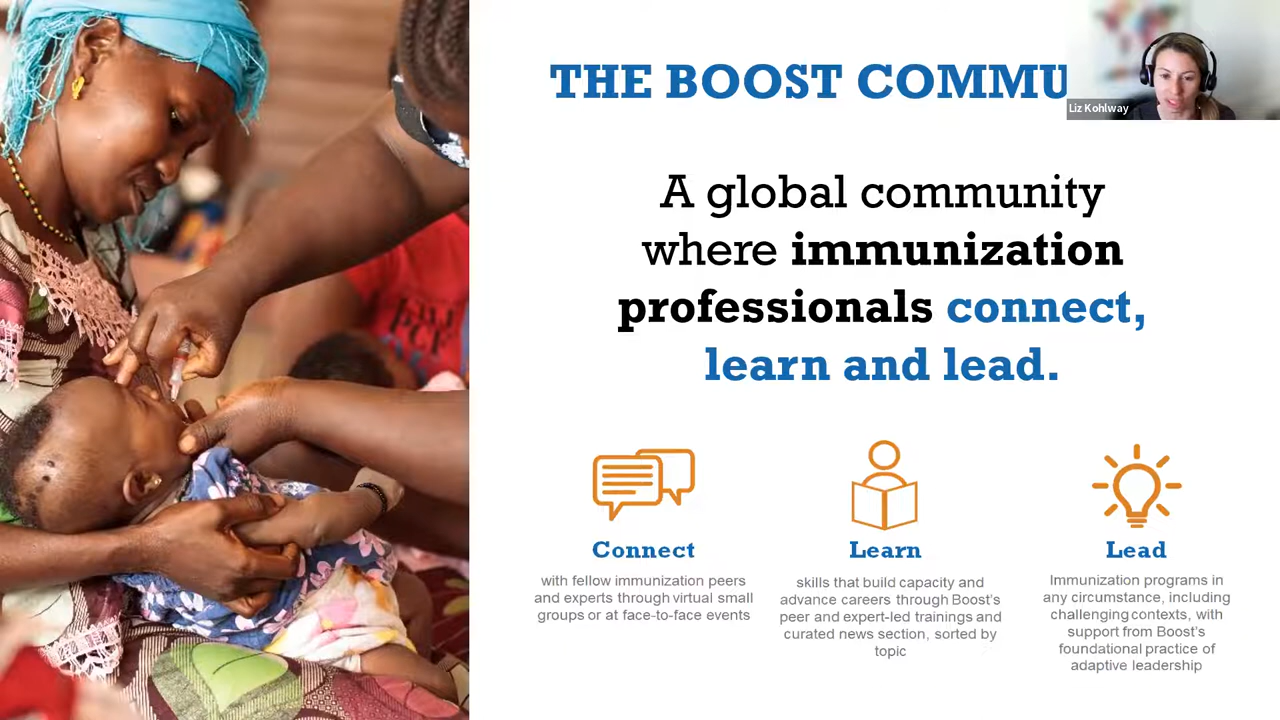 THE BOOST COMMU
Liz Kohlway
A global community
where immunization
professionals connect,
learn and lead.
Connect
with fellow immunization peers
and experts through virtual small
groups or at face-to-face events
Learn
skills that build capacity and
advance careers through Boost's
peer and expert-led trainings and
curated news section, sorted by
topic
Lead
Immunization programs in
any circumstance, including
challenging contexts, with
support from Boost's
foundational practice of
adaptive leadership